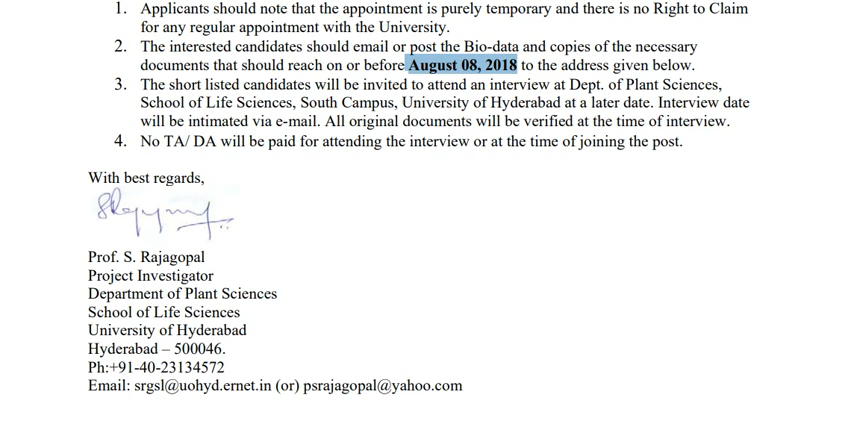 1. Applicants should note that the appointment is purely temporary and there is no Right to Claim
for any regular appointment with the University.
2. The interested candidates should email or post the Bio-data and copies of the necessary
documents that should reach on or before August 08, 2018 to the address given below.
3. The short listed candidates will be invited to attend an interview at Dept. of Plant Sciences,
School of Life Sciences, South Campus, University of Hyderabad at a later date. Interview date
will be intimated via e-mail. All original documents will be verified at the time of interview.
4. No TA/ DA will be paid for attending the interview or at the time of joining the post.
With best regards,
Prof. S. Rajagopal
Project Investigator
Department of Plant Sciences
School of Life Sciences
University of Hyderabad
Hyderabad – 500046.
Ph:+91-40-23134572
Email: srgsl@uohyd.ernet.in (or) psrajagopal@yahoo.com